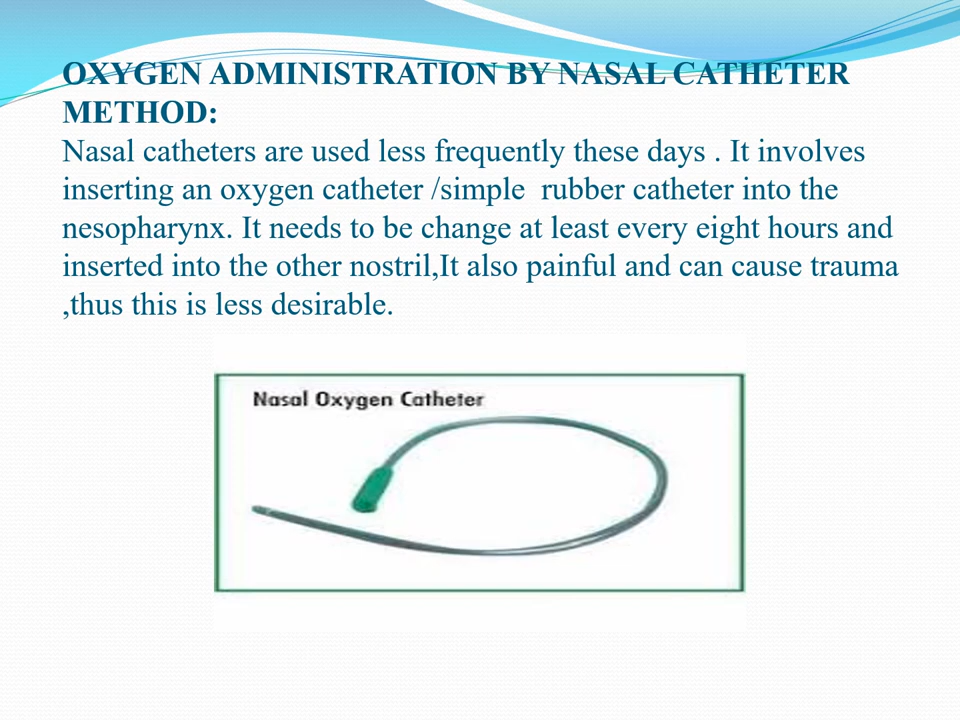 OXYGEN ADMINISTRATION BY NASAL CATHETER
METHOD:
Nasal catheters are used less frequently these days . It involves
inserting an oxygen catheter /simple  rubber catheter into the
nesopharynx. It needs to be change at least every eight hours and
inserted into the other nostril,It also painful and can cause trauma
,thus this is less desirable.
Nasal Oxygen Catheter